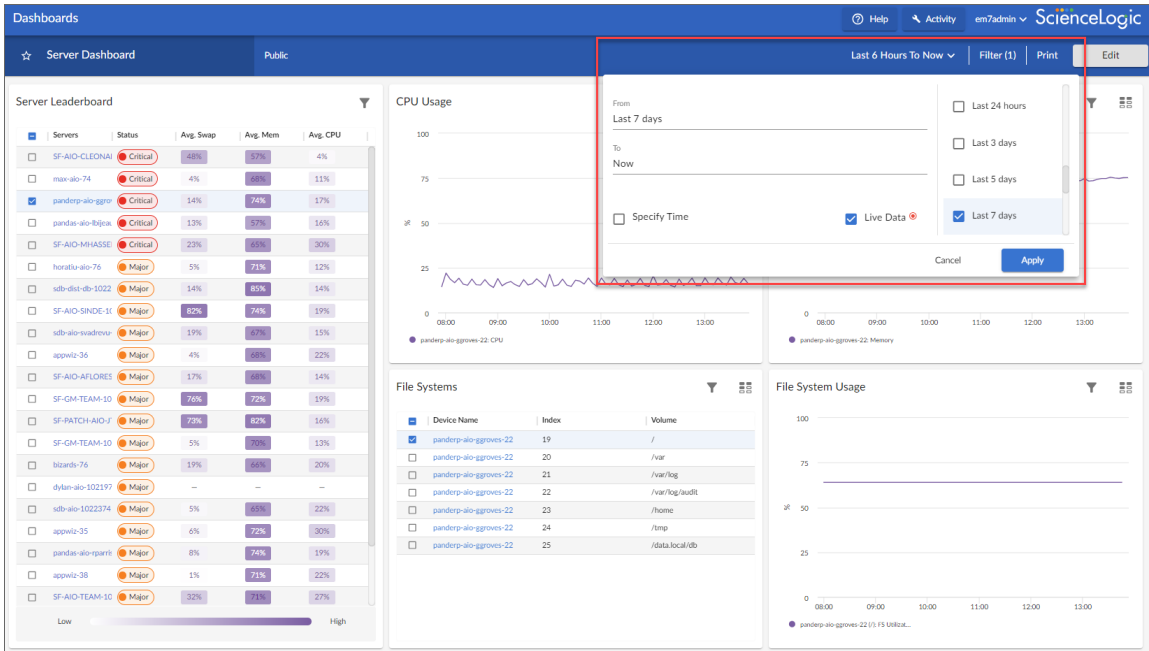 Dashboards
Help
Activity
em7admin
ScienceLogic
Server Dashboard
Public
Last 6 Hours To Now
Filter (1)
Print
Edit
Server Leaderboard
Servers Status Avg. Swap Avg. Mem Avg. CPU
SF-AIO-CLEONAI Critical 48% 57% 4%
max-aio-74 Critical 4% 68% 11%
panderp-aio-ggrov Critical 14% 74% 17%
pandas-aio-lbijeau Critical 13% 57% 16%
SF-AIO-MHASSEI Critical 23% 65% 30%
horatiu-aio-76 Major 5% 71% 12%
sdb-dist-db-1022 Major 14% 85% 14%
SF-AIO-SINDE-10 Major 82% 74% 19%
sdb-aio-svadrevu- Major 19% 67% 15%
appwiz-36 Major 4% 68% 22%
SF-AIO-AFLORES Major 17% 68% 14%
SF-GM-TEAM-10 Major 76% 72% 19%
SF-PATCH-AIO-J Major 73% 82% 16%
SF-GM-TEAM-10 Major 5% 70% 13%
bizards-76 Major 19% 66% 20%
dylan-aio-102197 Major – – –
sdb-aio-1022374 Major 5% 65% 22%
appwiz-35 Major 6% 72% 30%
pandas-aio-rparris Major 8% 74% 19%
appwiz-38 Major 1% 71% 22%
SF-AIO-TEAM-10 Major 32% 71% 27%
Low High
CPU Usage
100
75
50
25
0
%
08:00 09:00 10:00 11:00 12:00 13:00
panderp-aio-ggroves-22: CPU
From
Last 7 days
To
Now
Specify Time
Live Data
Last 24 hours
Last 3 days
Last 5 days
Last 7 days
Cancel
Apply
0
08:00 09:00 10:00 11:00 12:00 13:00
panderp-aio-ggroves-22: Memory
File Systems
Device Name Index Volume
panderp-aio-ggroves-22 19 /
panderp-aio-ggroves-22 20 /var
panderp-aio-ggroves-22 21 /var/log
panderp-aio-ggroves-22 22 /var/log/audit
panderp-aio-ggroves-22 23 /home
panderp-aio-ggroves-22 24 /tmp
panderp-aio-ggroves-22 25 /data.local/db
File System Usage
100
75
50
25
0
%
08:00 09:00 10:00 11:00 12:00 13:00
panderp-aio-ggroves-22 (/): FS Utilizat...